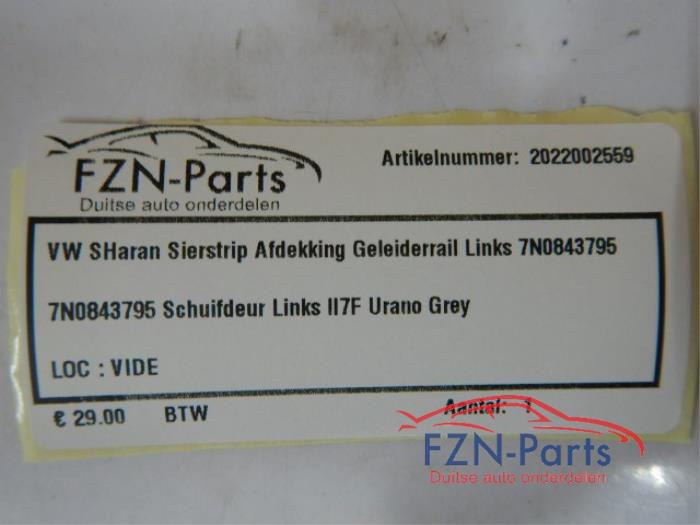 FZN-Parts
Duitse auto onderdelen
Artikelnummer: 2022002559
VW SHaran Sierstrip Afdekking Geleiderrail Links 7N0843795
7N0843795 Schuifdeur Links II7F Urano Grey
LOC : VIDE
€ 29.00 BTW Aantal: 1
FZN-Parts
Duitse auto onderdelen